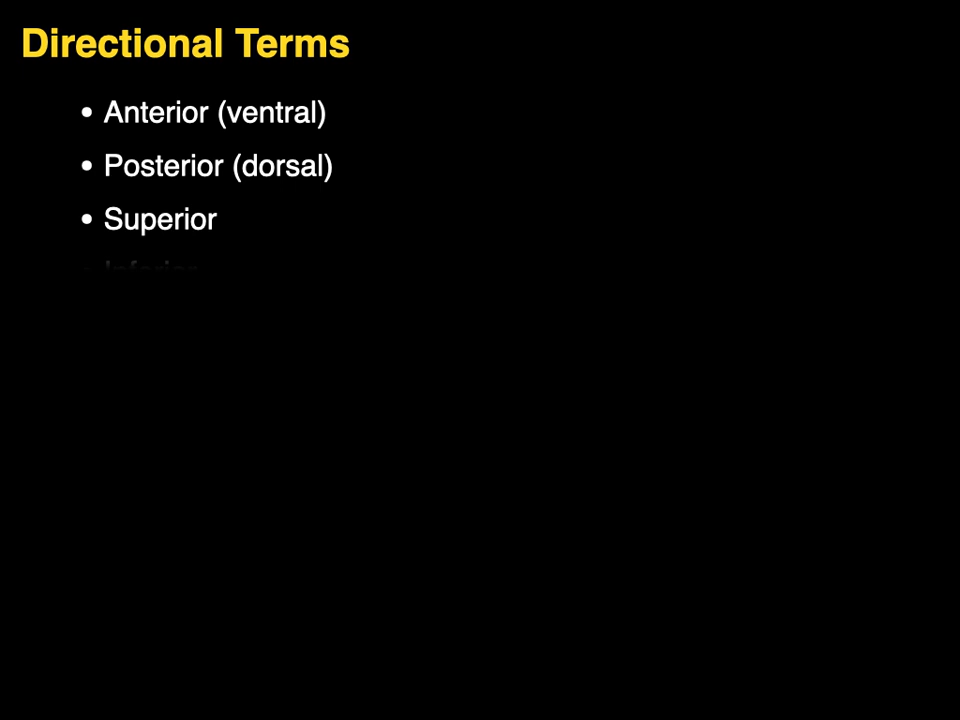 Directional Terms
• Anterior (ventral)
• Posterior (dorsal)
• Superior
• Inferior